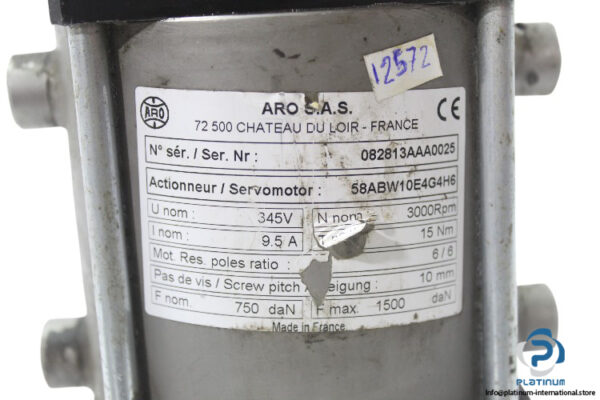 12572
ARO
ARO S.A.S.
CE
72 500 CHATEAU DU LOIR - FRANCE
N° sér. / Ser. Nr : 082813AAA0025
Actionneur / Servomotor : 58ABW10E4G4H6
U nom : 345V N nom 3000Rpm
I nom : 9.5 A 15 Nm
Mot. Res. poles ratio : 6 / 6
Pas de vis / Screw pitch / 10 mm
F nom. 750 daN F max. 1500 daN
Made in France
PLATINUM
info@platinum-international.store